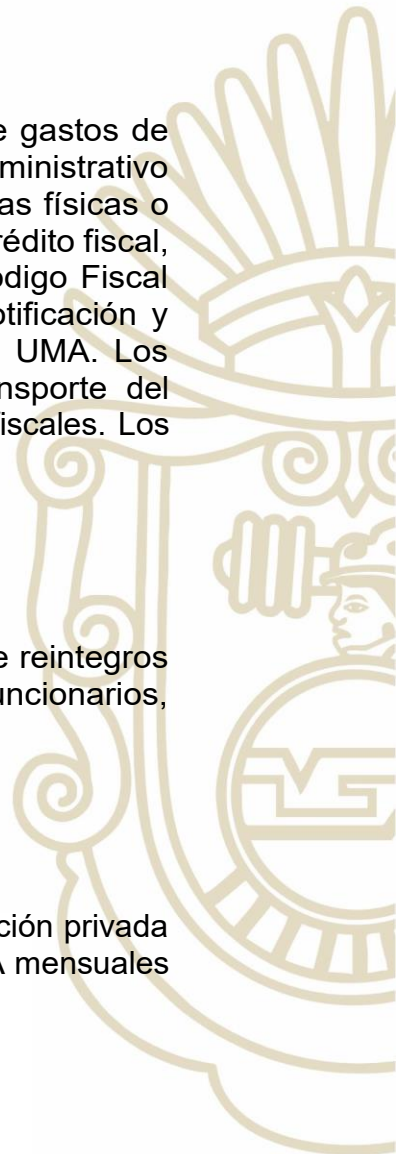 e gastos de
ministrativo
as físicas o
rédito fiscal,
ódigo Fiscal
otificación y
UMA. Los
nsporte del
iscales. Los
e reintegros
uncionarios,
ción privada
A mensuales